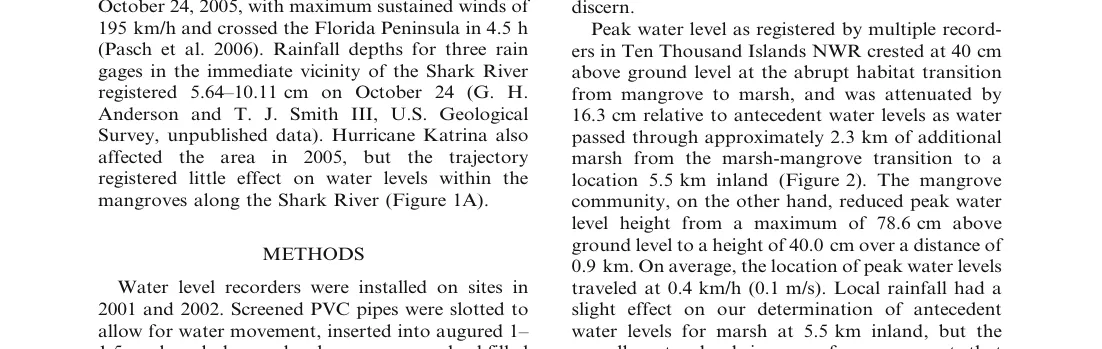 October 24, 2005, with maximum sustained winds of
195 km/h and crossed the Florida Peninsula in 4.5 h
(Pasch et al. 2006). Rainfall depths for three rain
gages in the immediate vicinity of the Shark River
registered 5.64–10.11 cm on October 24 (G. H.
Anderson and T. J. Smith III, U.S. Geological
Survey, unpublished data). Hurricane Katrina also
affected the area in 2005, but the trajectory
registered little effect on water levels within the
mangroves along the Shark River (Figure 1A).
METHODS
Water level recorders were installed on sites in
2001 and 2002. Screened PVC pipes were slotted to
allow for water movement, inserted into augured 1–
discern.
Peak water level as registered by multiple record-
ers in Ten Thousand Islands NWR crested at 40 cm
above ground level at the abrupt habitat transition
from mangrove to marsh, and was attenuated by
16.3 cm relative to antecedent water levels as water
passed through approximately 2.3 km of additional
marsh from the marsh-mangrove transition to a
location 5.5 km inland (Figure 2). The mangrove
community, on the other hand, reduced peak water
level height from a maximum of 78.6 cm above
ground level to a height of 40.0 cm over a distance of
0.9 km. On average, the location of peak water levels
traveled at 0.4 km/h (0.1 m/s). Local rainfall had a
slight effect on our determination of antecedent
water levels for marsh at 5.5 km inland, but the